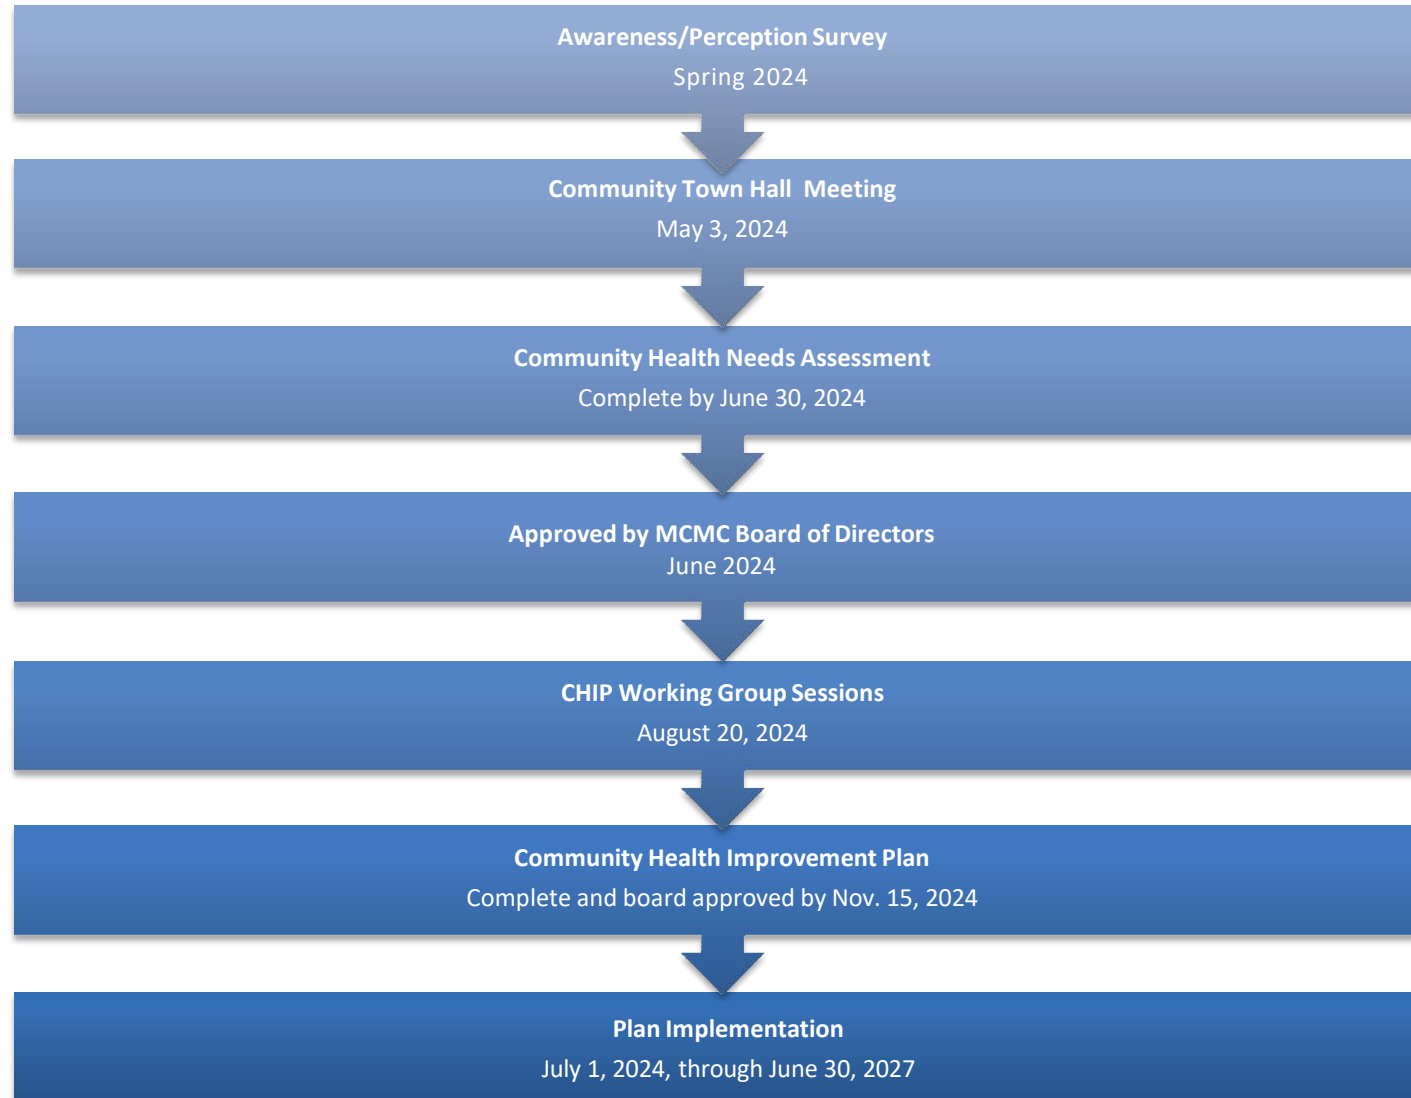 Awareness/Perception Survey
Spring 2024
Community Town Hall Meeting
May 3, 2024
Community Health Needs Assessment
Complete by June 30, 2024
Approved by MCMC Board of Directors
June 2024
CHIP Working Group Sessions
August 20, 2024
Community Health Improvement Plan
Complete and board approved by Nov. 15, 2024
Plan Implementation
July 1, 2024, through June 30, 2027